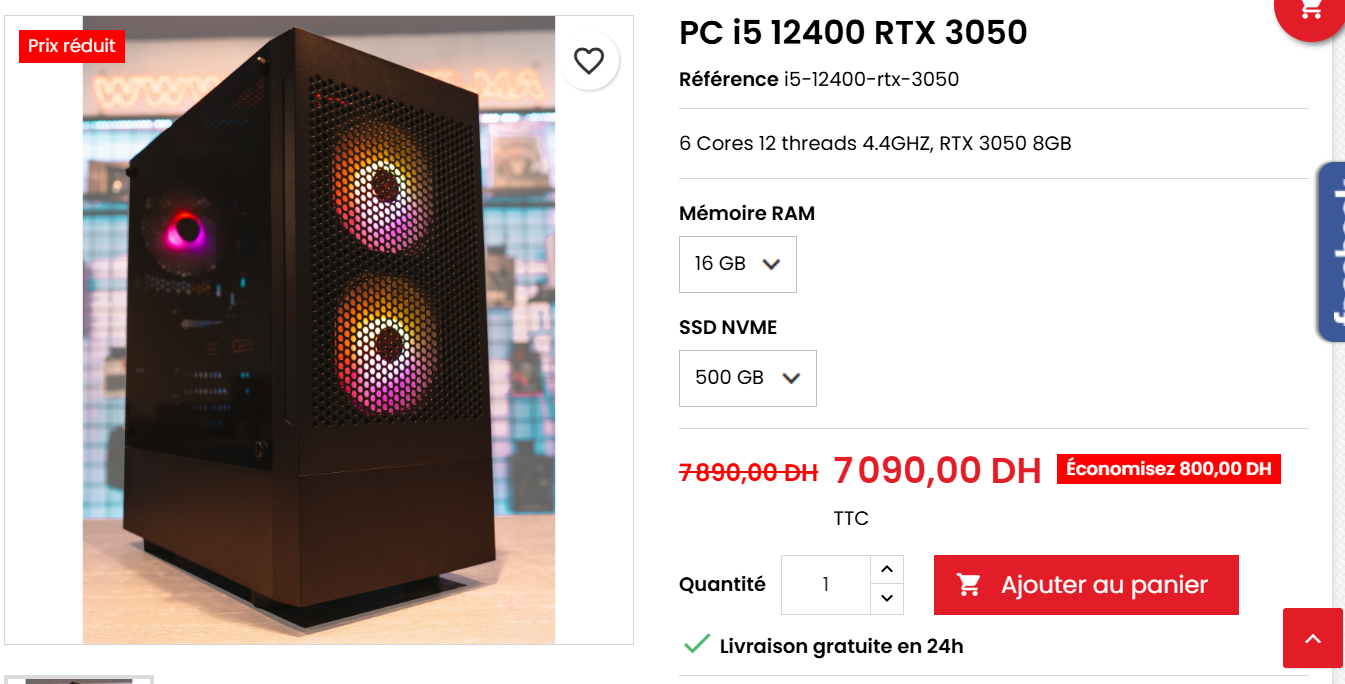 Prix réduit
PC i5 12400 RTX 3050
Référence i5-12400-rtx-3050
6 Cores 12 threads 4.4GHZ, RTX 3050 8GB
Mémoire RAM
16 GB
SSD NVME
500 GB
7 890,00 DH 7 090,00 DH Économisez 800,00 DH
TTC
Quantité 1 Ajouter au panier
Livraison gratuite en 24h